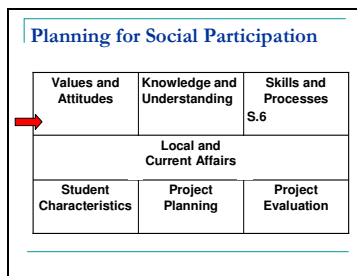 Planning for Social Participation
Values and
Attitudes
Knowledge and
Understanding
Skills and
Processes
S.6
Local and
Current Affairs
Student
Characteristics
Project
Planning
Project
Evaluation